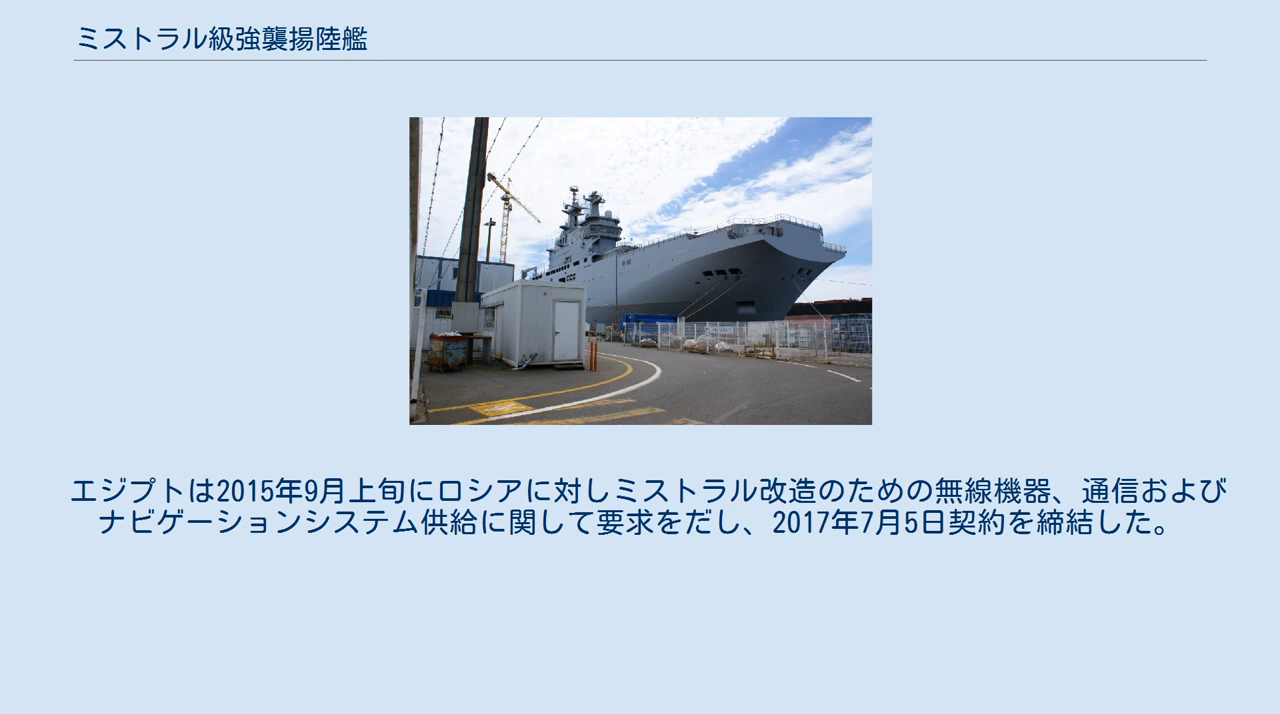 ミストラル級強襲揚陸艦
エジプトは2015年9月上旬にロシアに対しミストラル改造のための無線機器、通信および
ナビゲーションシステム供給に関して要求をだし、2017年7月5日契約を締結した。